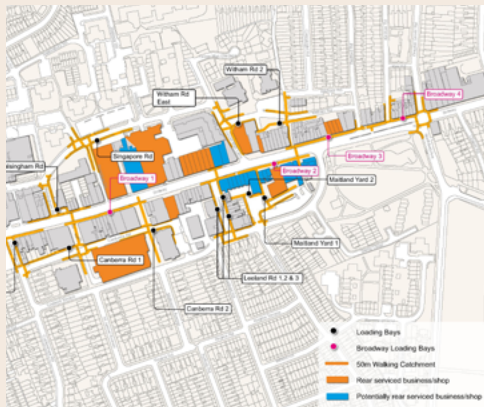 Witham Rd 2
Witham Rd
East
Broadway 4
Singapore Rd
Broadway 3
Broadway 1
Broadway 2
Maitland Yard 2
Maitland Yard 1
Canberra Rd 1
Leeland Rd 1,2 & 3
Canberra Rd 2
Loading Bays
Broadway Loading Bays
50m Walking Catchment
Rear serviced business/shop
Potentially rear serviced business/shop